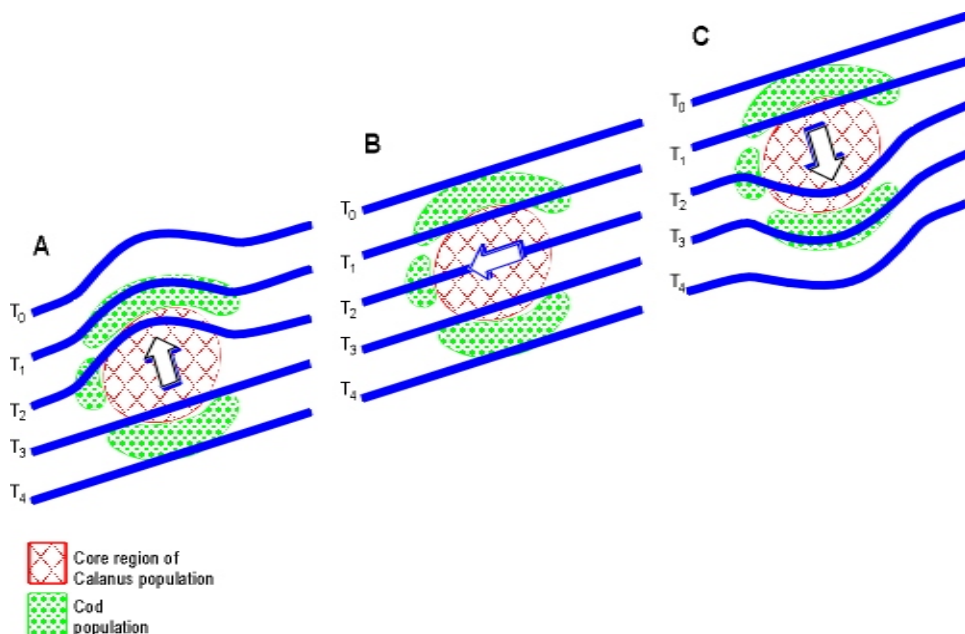 A
T0
T1
T2
T3
T4
B
T0
T1
T2
T3
T4
C
T0
T1
T2
T3
T4
Core region of
Calanus population
Cod
population